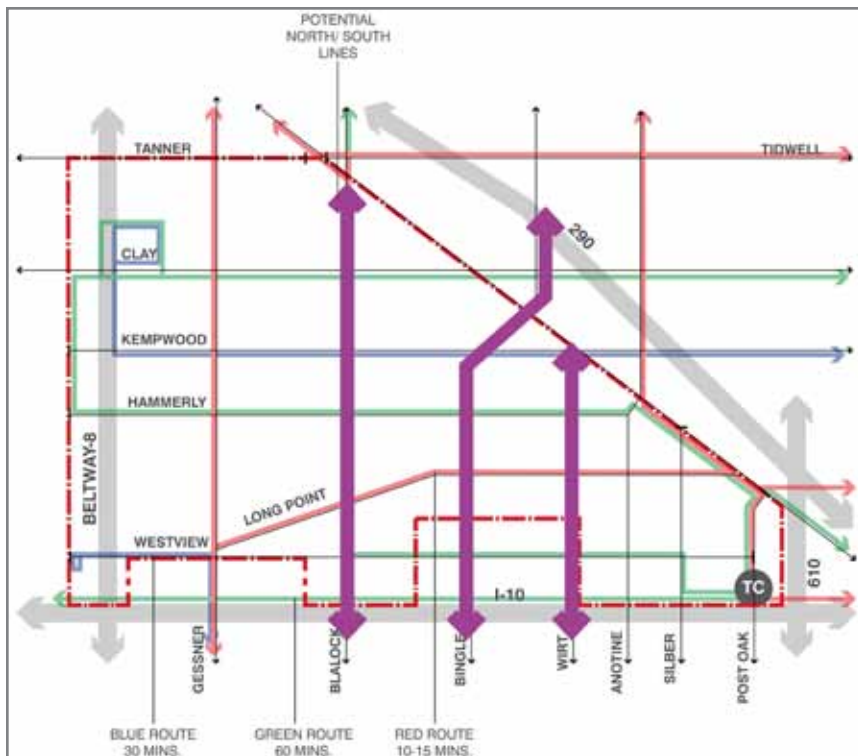 POTENTIAL
NORTH/ SOUTH
LINES
TANNER
TIDWELL
290
CLAY
KEMPWOOD
HAMMERLY
BELTWAY-8
LONG POINT
WESTVIEW
I-10
TC
610
GESSNER
BLALOCK
BINGLE
WIRT
ANOTINE
SILBER
POST OAK
BLUE ROUTE
30 MINS.
GREEN ROUTE
60 MINS.
RED ROUTE
10-15 MINS.